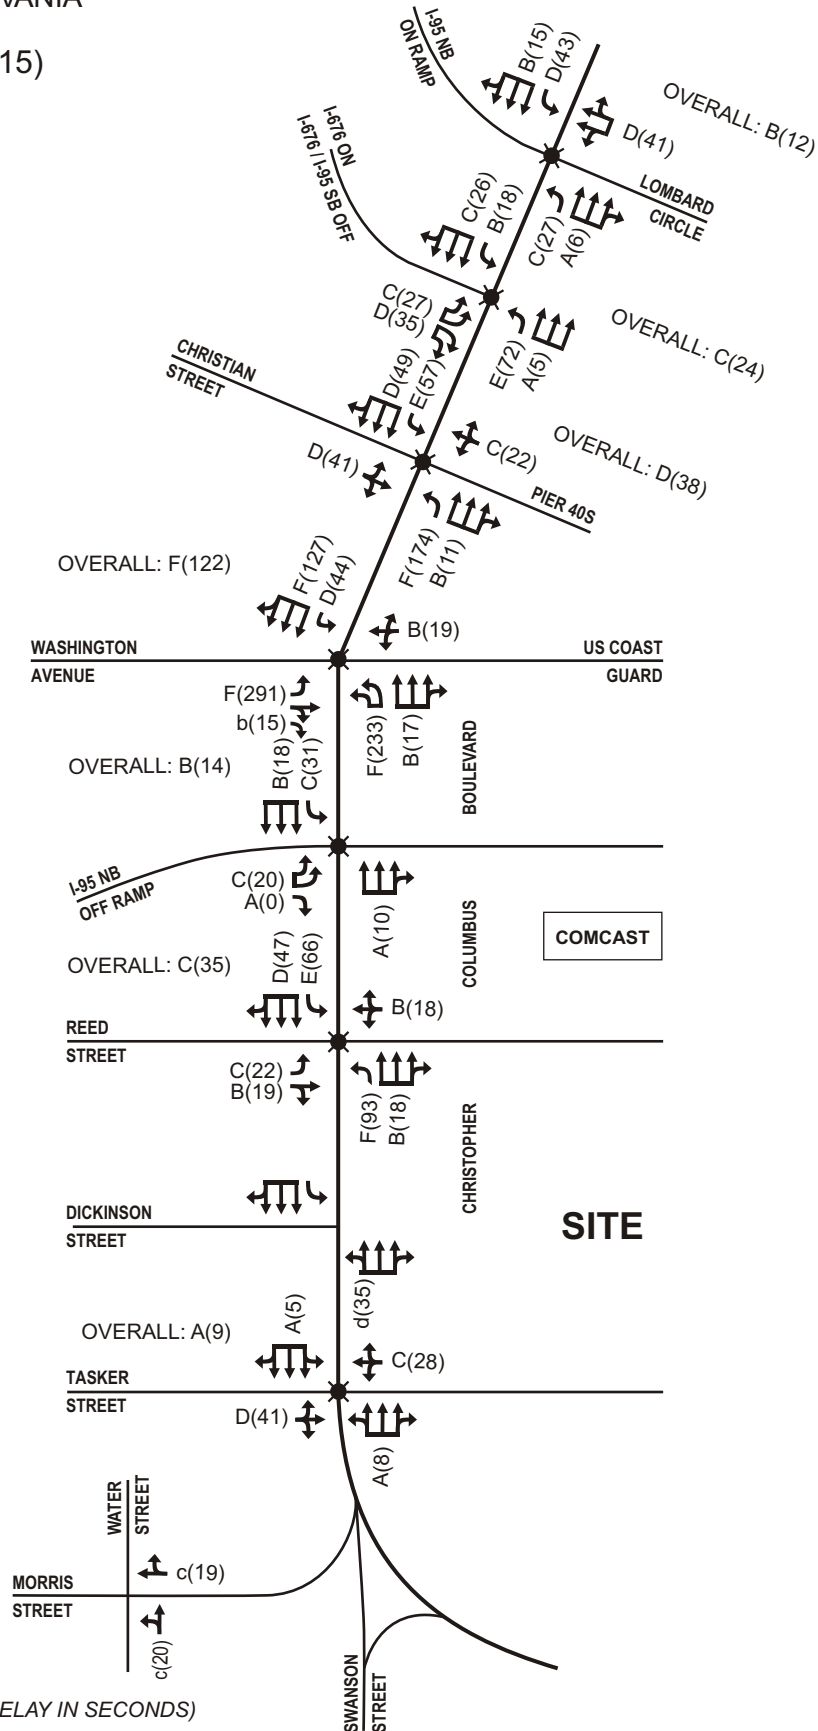 VANIA
15)
I-95 NB
ON RAMP
B(15)
D(43)
OVERALL: B(12)
D(41)
I-676 ON
I-676 / I-95 SB OFF
LOMBARD
CIRCLE
C(26)
B(18)
C(27)
A(6)
C(27)
D(35)
OVERALL: C(24)
E(72)
A(5)
CHRISTIAN
STREET
D(49)
E(57)
C(22)
OVERALL: D(38)
D(41)
PIER 40S
F(174)
B(11)
OVERALL: F(122)
F(127)
D(44)
B(19)
WASHINGTON
AVENUE
US COAST
GUARD
F(291)
b(15)
F(233)
B(17)
BOULEVARD
OVERALL: B(14)
B(18)
C(31)
I-95 NB
OFF RAMP
C(20)
A(0)
A(10)
COLUMBUS
COMCAST
OVERALL: C(35)
D(47)
E(66)
B(18)
REED
STREET
C(22)
B(19)
F(93)
B(18)
CHRISTOPHER
DICKINSON
STREET
SITE
d(35)
OVERALL: A(9)
A(5)
C(28)
TASKER
STREET
D(41)
A(8)
WATER
STREET
c(19)
MORRIS
STREET
c(20)
SWANSON
STREET
ELAY IN SECONDS)